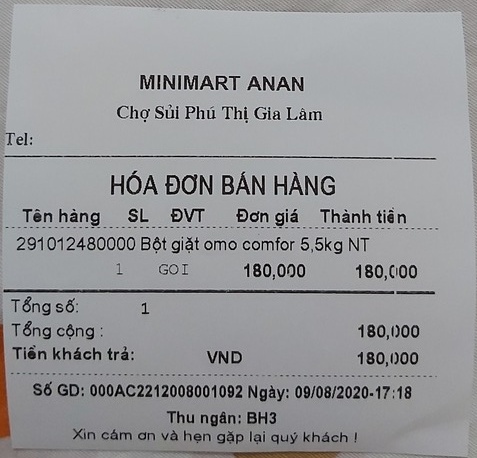 MINIMART ANAN
Chợ Sủi Phú Thị Gia Lâm
Tel:
HÓA ĐƠN BÁN HÀNG
Tên hàng SL ĐVT Đơn giá Thành tiền
291012480000 Bột giặt omo comfor 5,5kg NT
1 GOI 180,000 180,000
Tổng số: 1
Tổng cộng : 180,000
Tiền khách trả: VND 180,000
Số GD: 000AC2212008001092 Ngày: 09/08/2020-17:18
Thu ngân: BH3
Xin cám ơn và hẹn gặp lại quý khách !